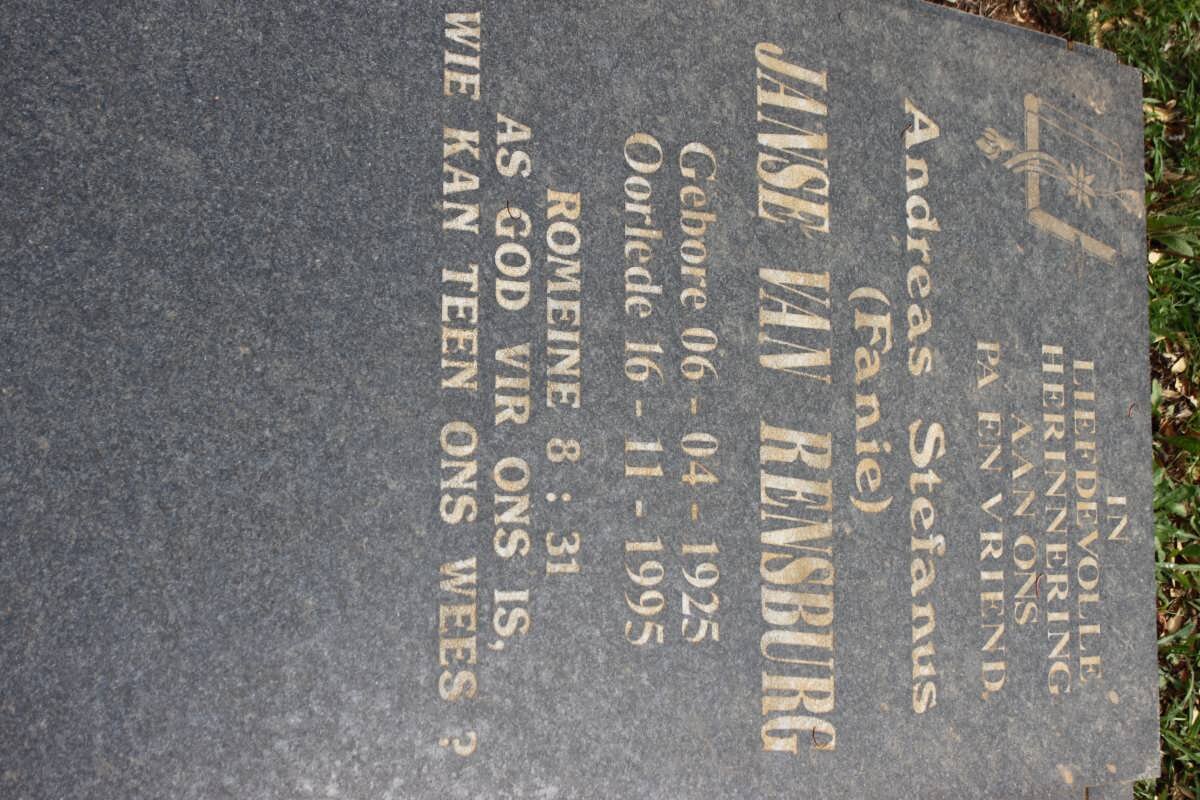 IN
LIEFDEVOLLE
HERINNERING
AAN ONS
PA EN VRIEND,
Andreas Stefanus
(Fanie)
JANSE VAN RENSBURG
Gebore 06 - 04 - 1925
Oorlede 16 - 11 - 1995
ROMEINE 8 : 31
AS GOD VIR ONS IS,
WIE KAN TEEN ONS WEES ?